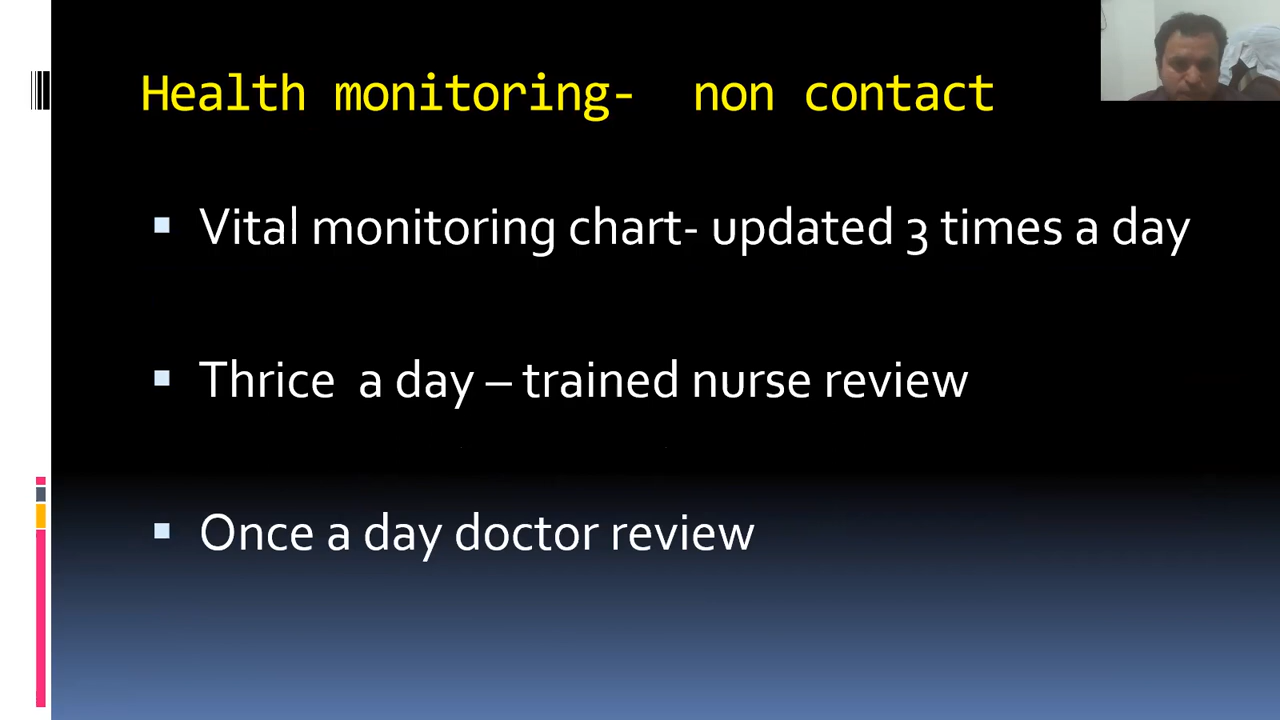 Health monitoring-  non contact
Vital monitoring chart- updated 3 times a day
Thrice  a day – trained nurse review
Once a day doctor review